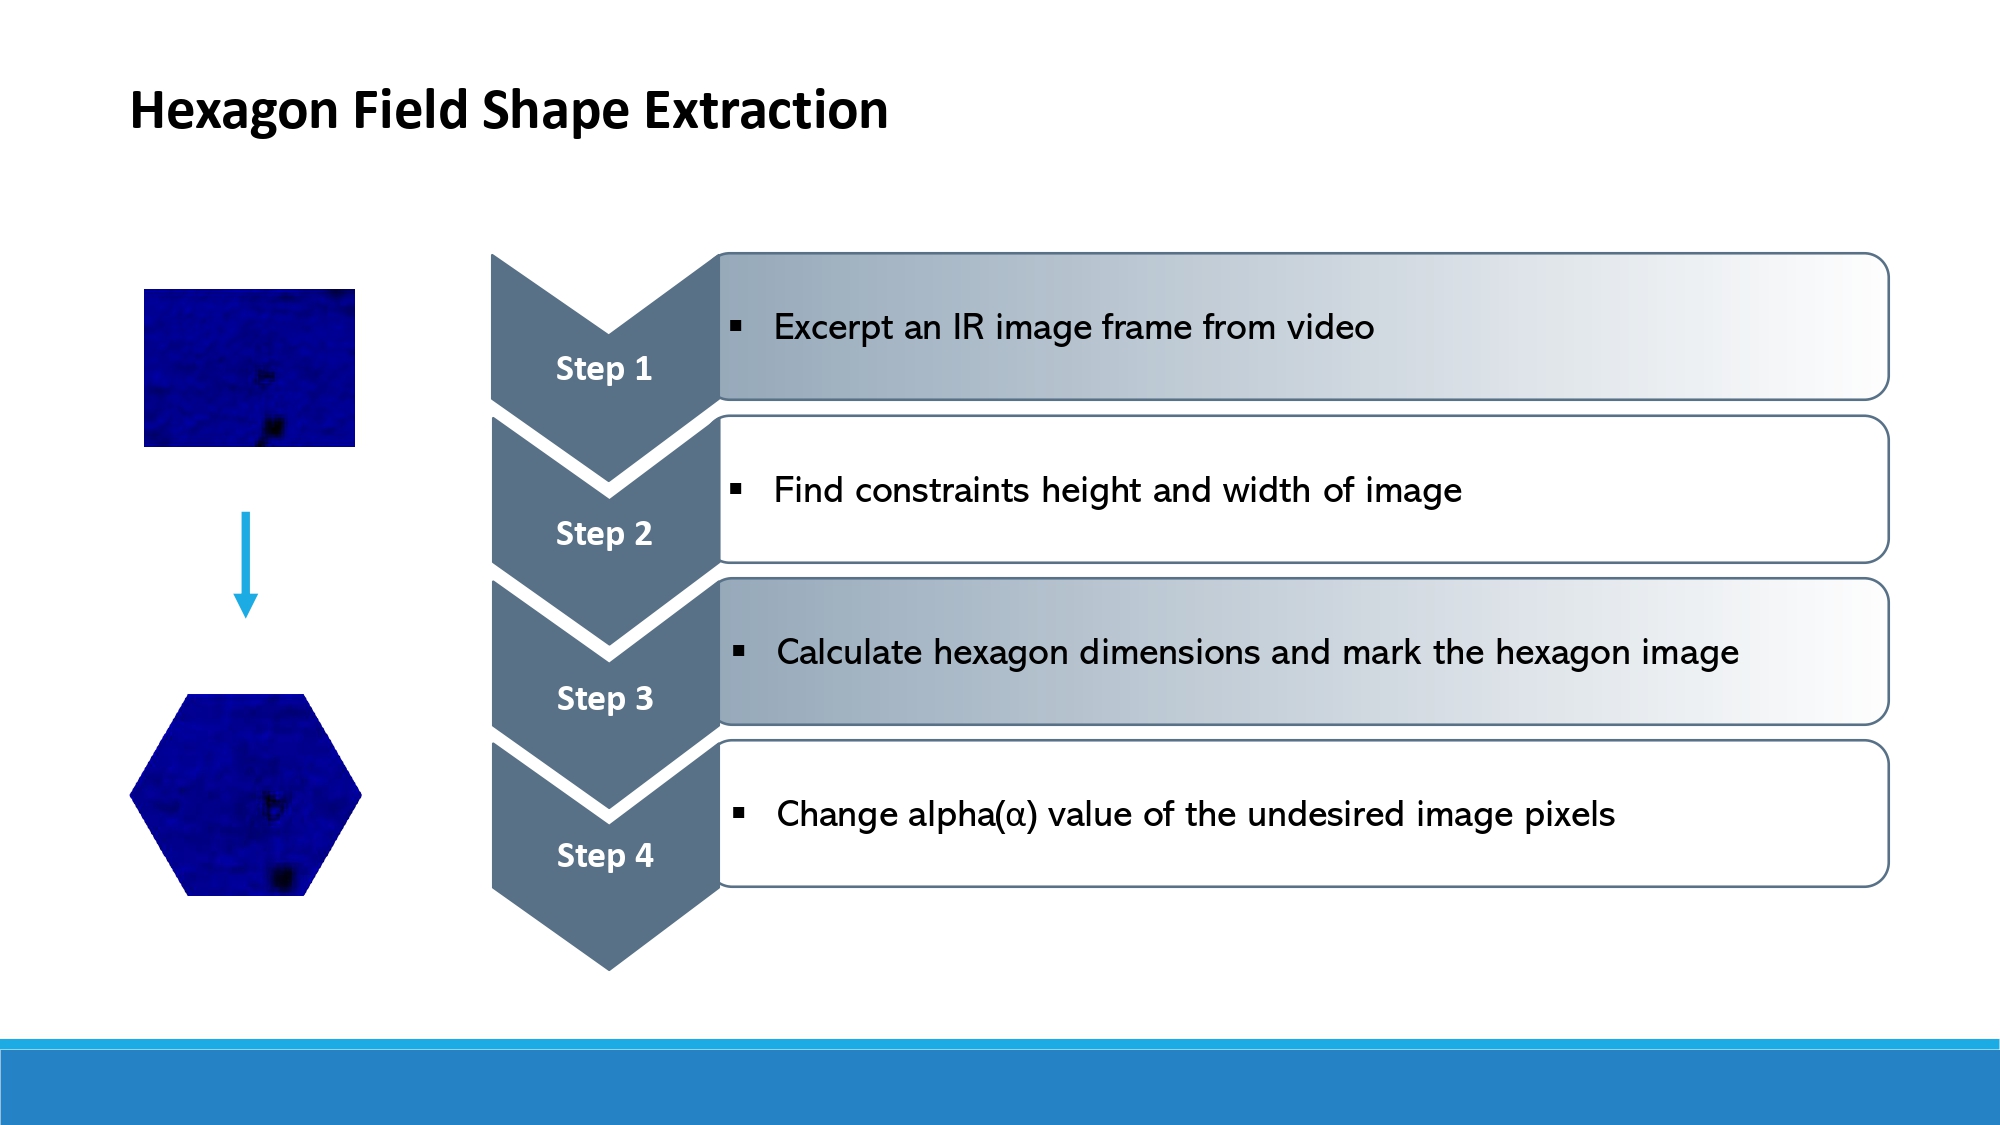 Hexagon Field Shape Extraction
Step 1
▪ Excerpt an IR image frame from video
Step 2
▪ Find constraints height and width of image
Step 3
▪ Calculate hexagon dimensions and mark the hexagon image
Step 4
▪ Change alpha(α) value of the undesired image pixels